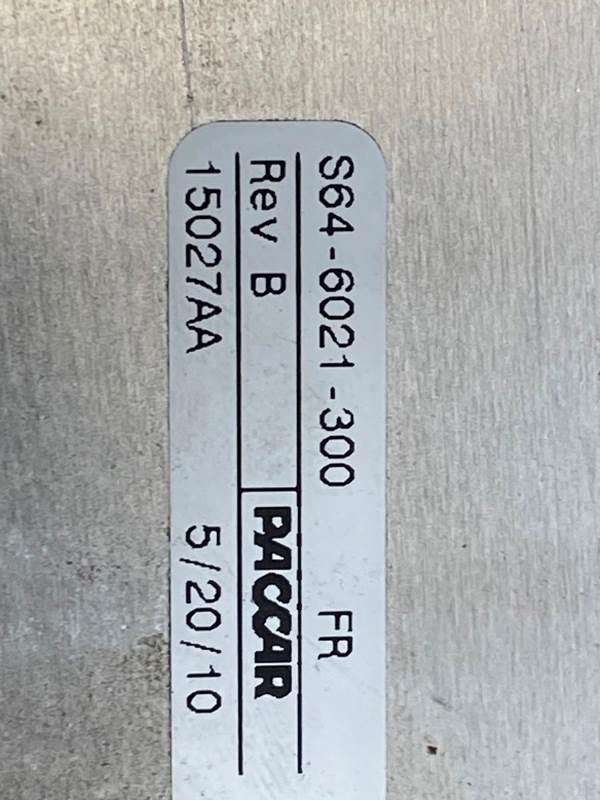 S64-6021-300 FR
Rev B PACCAR
15027AA 5/20/10